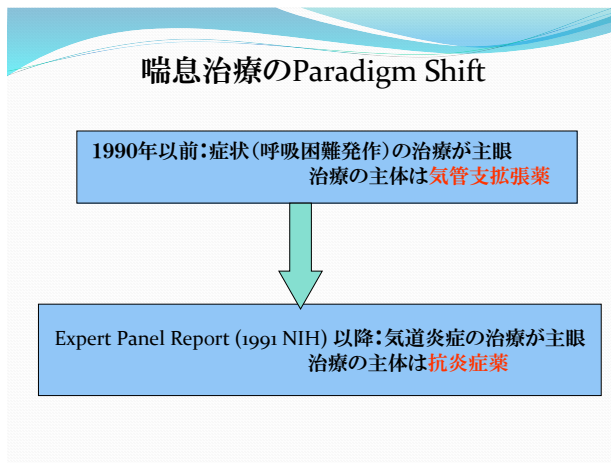 喘息治療のParadigm Shift
1990年以前：症状（呼吸困難発作）の治療が主眼
治療の主体は気管支拡張薬
Expert Panel Report (1991 NIH) 以降：気道炎症の治療が主眼
治療の主体は抗炎症薬